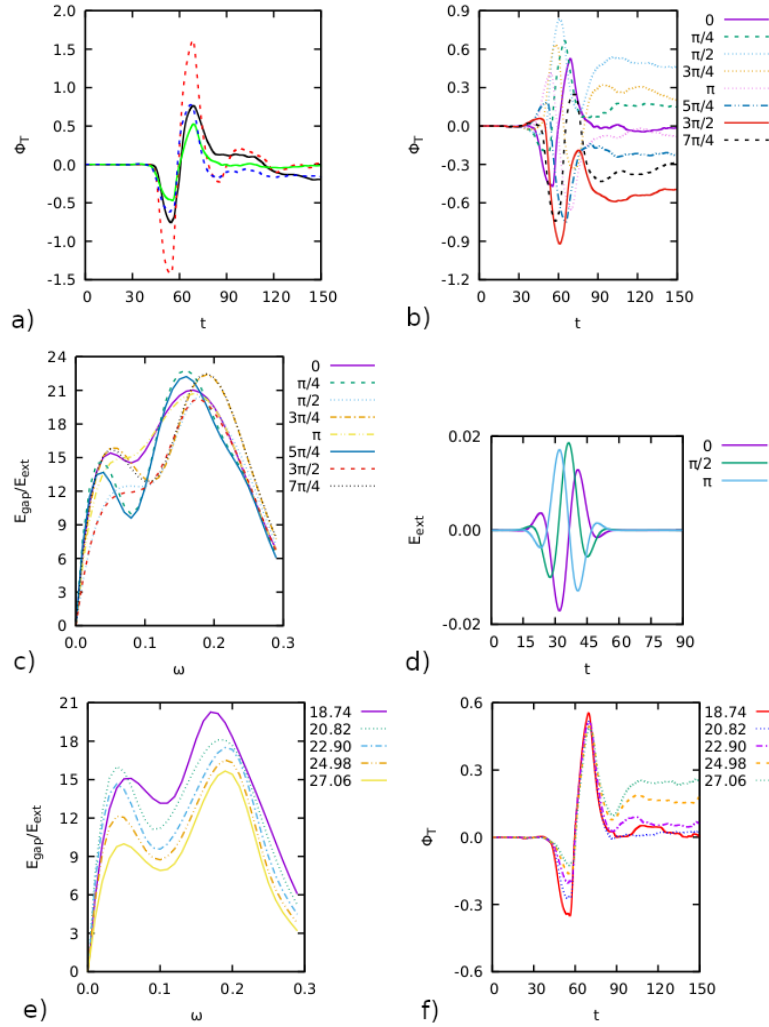 2.0
1.5
1.0
0.5
0.0
-0.5
-1.0
-1.5
Φ_T
0 30 60 90 120 150
t
a)
0.9
0.6
0.3
0.0
-0.3
-0.6
-0.9
-1.2
Φ_T
0 30 60 90 120 150
t
b)
0
π/4
π/2
3π/4
π
5π/4
3π/2
7π/4
24
21
18
15
12
9
6
3
0
E_gap/E_ext
0.0 0.1 0.2 0.3
ω
c)
0
π/4
π/2
3π/4
π
5π/4
3π/2
7π/4
0.02
0.00
-0.02
E_ext
0 15 30 45 60 75 90
t
d)
0
π/2
π
21
18
15
12
9
6
3
0
E_gap/E_ext
0.0 0.1 0.2 0.3
ω
e)
18.74
20.82
22.90
24.98
27.06
0.6
0.3
0.0
-0.3
-0.6
Φ_T
0 30 60 90 120 150
t
f)
18.74
20.82
22.90
24.98
27.06